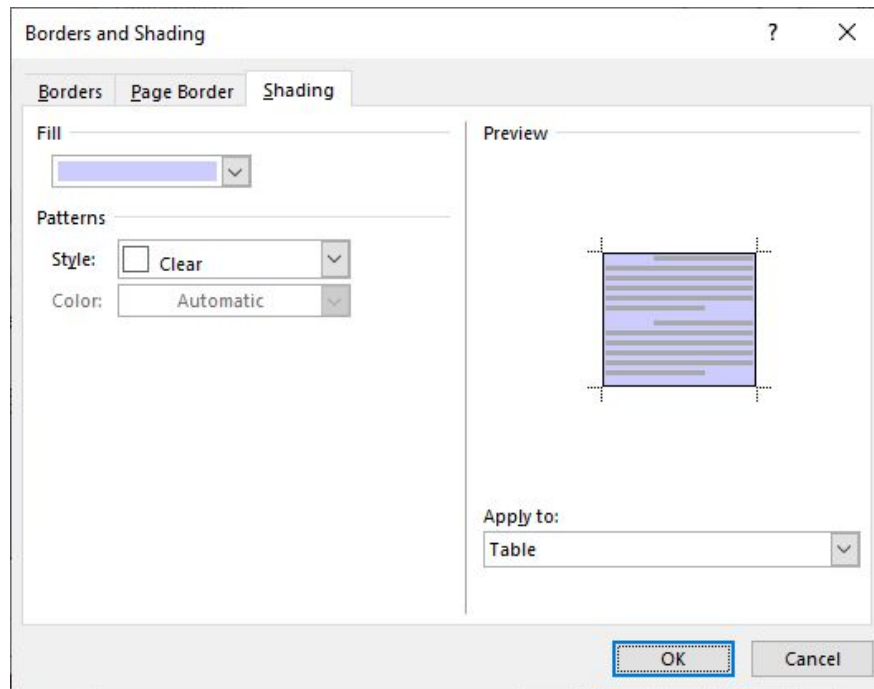 Borders and Shading
Borders Page Border Shading
Fill
Patterns
Style: Clear
Color: Automatic
Preview
Apply to:
Table
OK Cancel